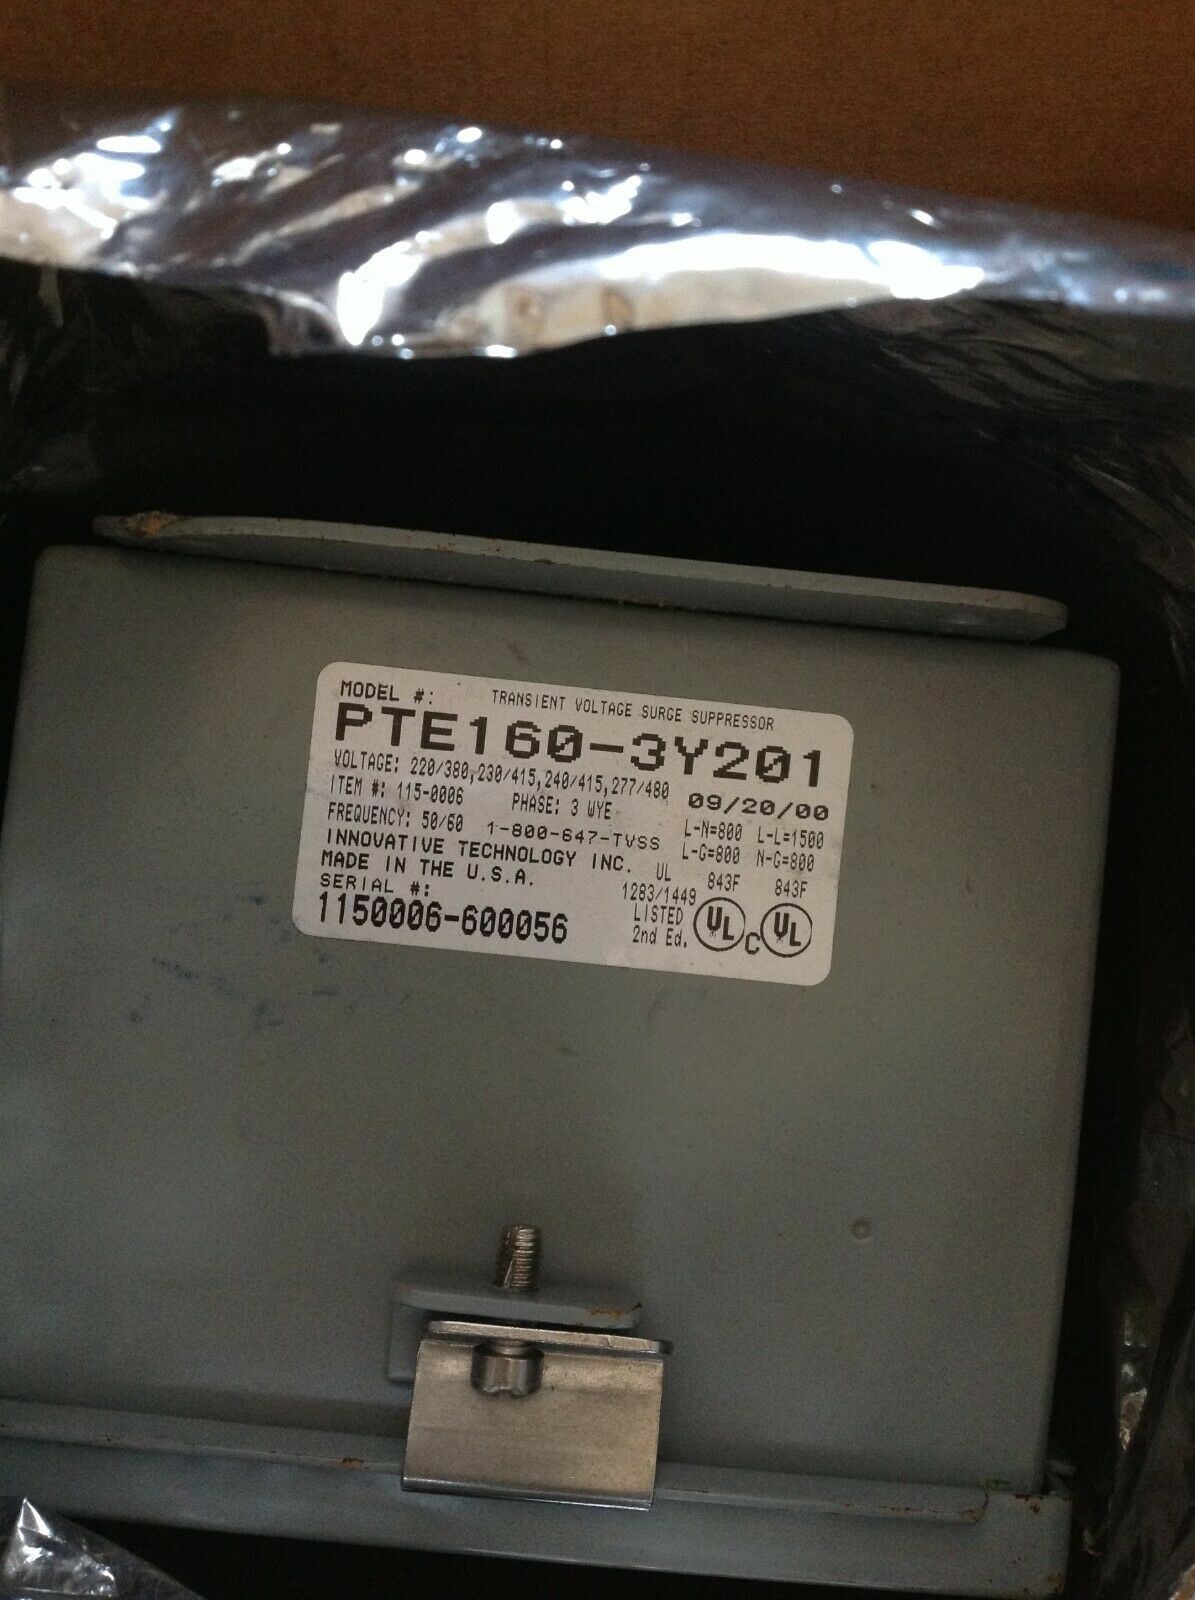 MODEL #: TRANSIENT VOLTAGE SURGE SUPPRESSOR
PTE160-3Y201
VOLTAGE: 220/380,230/415,240/415,277/480
09/20/00
ITEM #: 115-0006 PHASE: 3 WYE
FREQUENCY: 50/60 1-800-647-TVSS
L-N=800 L-L=1500
L-G=800 N-G=800
INNOVATIVE TECHNOLOGY INC.
MADE IN THE U.S.A.
SERIAL #:
1150006-600056
UL 843F 843F
1283/1449
LISTED
2nd Ed.
UL C UL